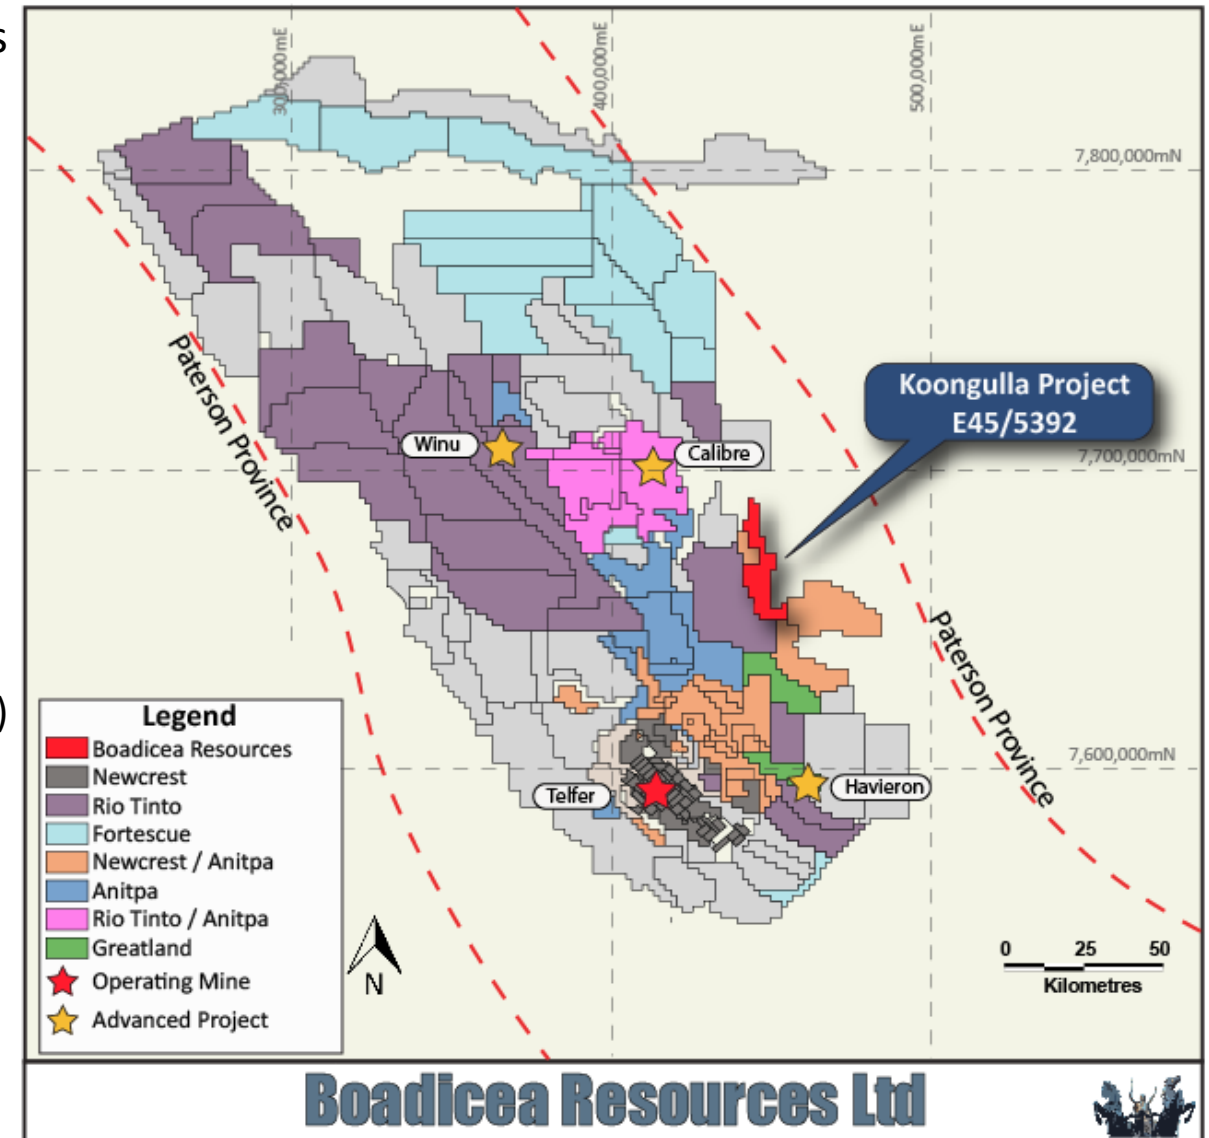 s
)
300,000mE
400,000mE
500,000mE
7,800,000mN
Paterson Province
Koongulla Project
E45/5392
Winu
Calibre
7,700,000mN
Paterson Province
7,600,000mN
Telfer
Havieron
Legend
Boadicea Resources
Newcrest
Rio Tinto
Fortescue
Newcrest / Anitpa
Anitpa
Rio Tinto / Anitpa
Greatland
Operating Mine
Advanced Project
N
0 25 50
Kilometres
Boadicea Resources Ltd